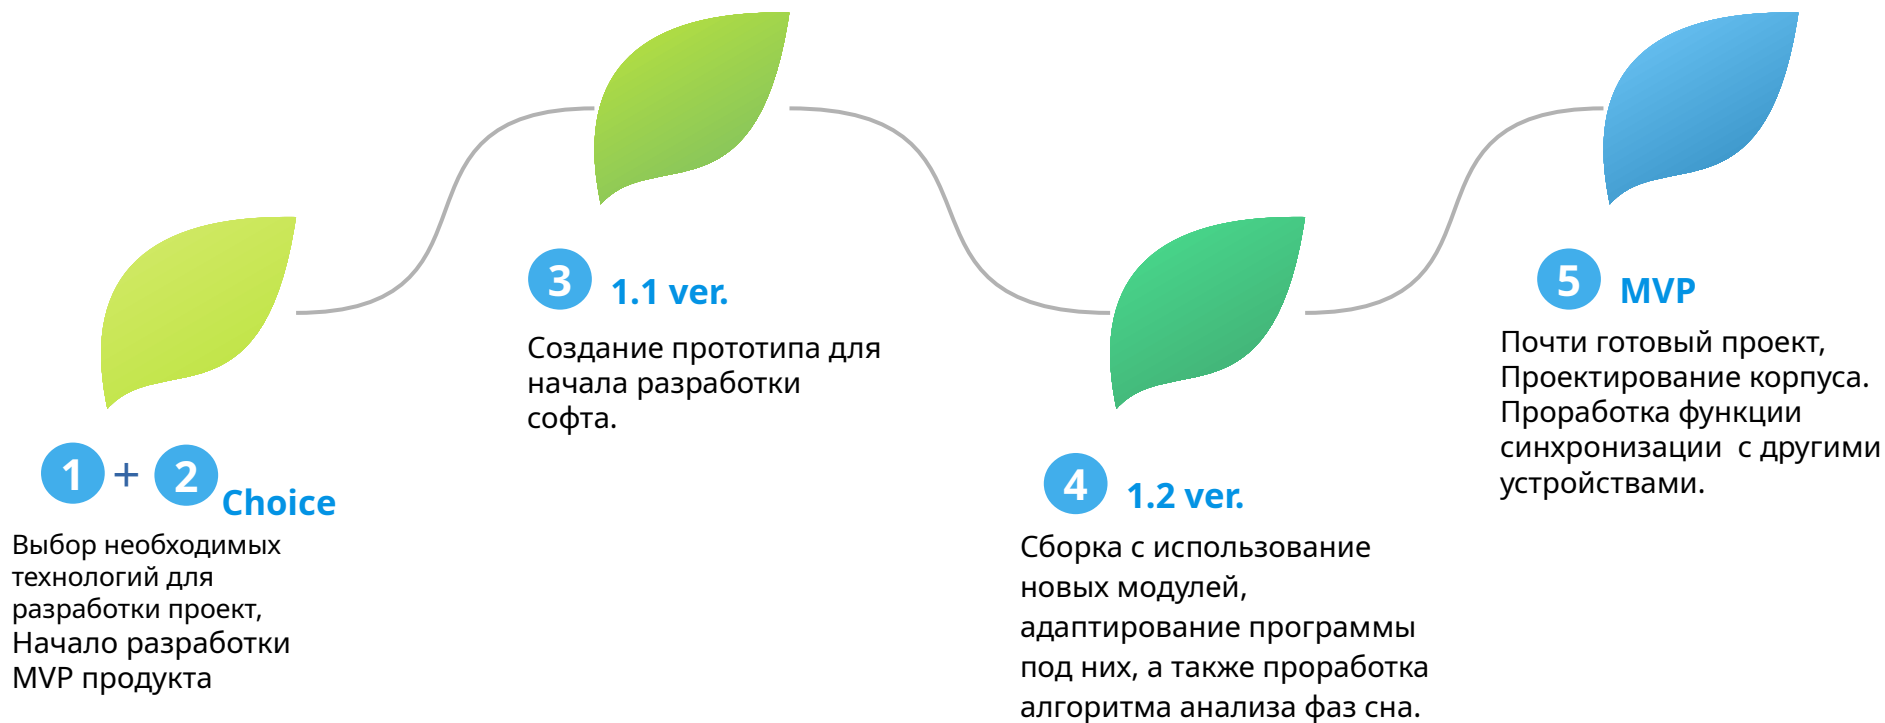 1 + 2 Choice
Выбор необходимых
технологий для
разработки проект,
Начало разработки
MVP продукта
3 1.1 ver.
Создание прототипа для
начала разработки
софта.
4 1.2 ver.
Сборка с использование
новых модулей,
адаптирование программы
под них, а также проработка
алгоритма анализа фаз сна.
5 MVP
Почти готовый проект,
Проектирование корпуса.
Проработка функции
синхронизации  с другими
устройствами.